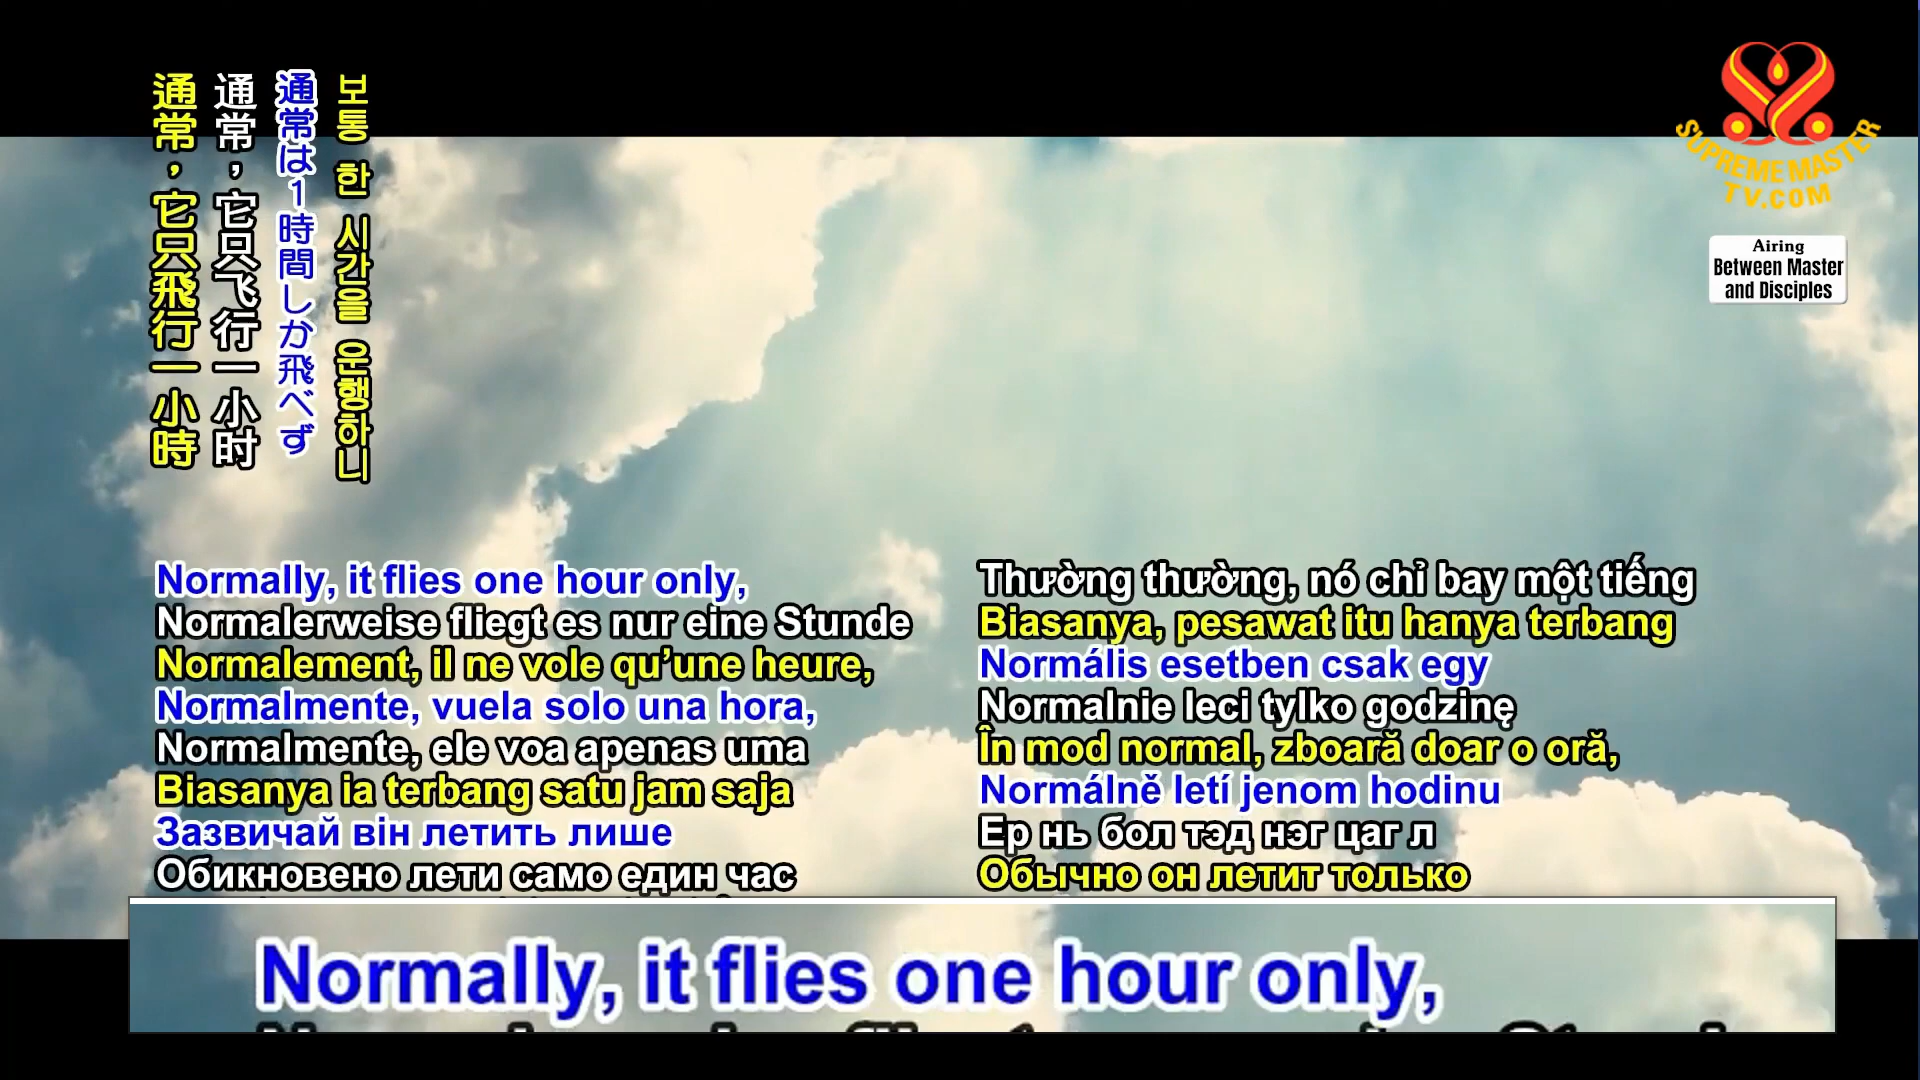 通常，它只飛行一小時
通常，它只飞行一小时
通常は1時間しか飛べず
보통 한 시간을 운행하니
SUPREME MASTER
TV.COM
Airing
Between Master
and Disciples
Normally, it flies one hour only,
Normalerweise fliegt es nur eine Stunde
Normalement, il ne vole qu’une heure,
Normalmente, vuela solo una hora,
Normalmente, ele voa apenas uma
Biasanya ia terbang satu jam saja
Зазвичай він летить лише
Обикновено лети само един час
Thường thường, nó chỉ bay một tiếng
Biasanya, pesawat itu hanya terbang
Normális esetben csak egy
Normalnie leci tylko godzinę
În mod normal, zboară doar o oră,
Normálně letí jenom hodinu
Ер нь бол тэд нэг цаг л
Обычно он летит только
Normally, it flies one hour only,